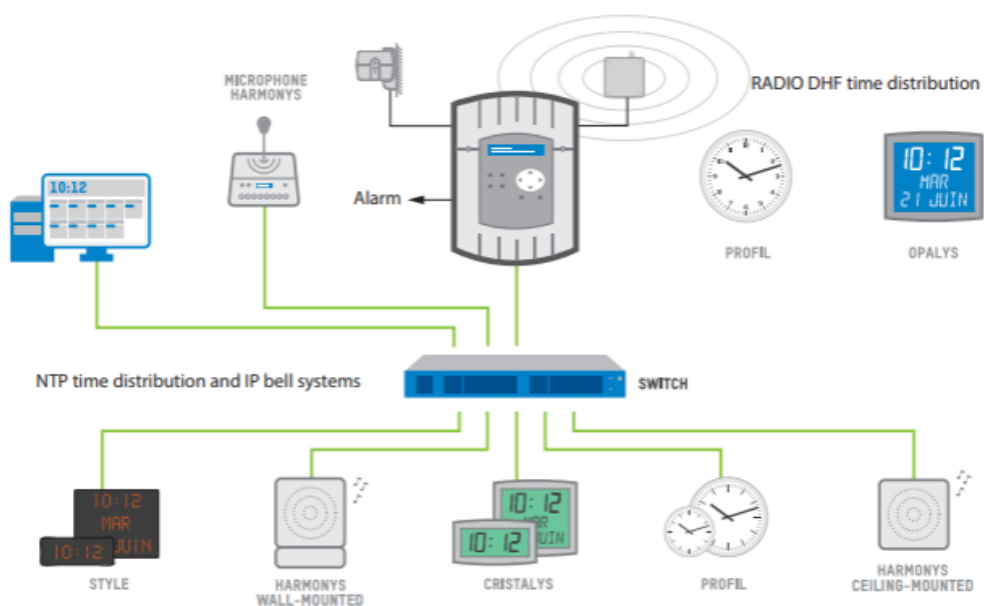 MICROPHONE
HARMONYS
RADIO DHF time distribution
10:12
Alarm
10:12
MAR
21 JUIN
PROFIL
OPALYS
NTP time distribution and IP bell systems
SWITCH
10:12
MAR
JUIN
10:12
10:12
MAR
JUIN
10:12
STYLE
HARMONYS
WALL-MOUNTED
CRISTALYS
PROFIL
HARMONYS
CEILING-MOUNTED